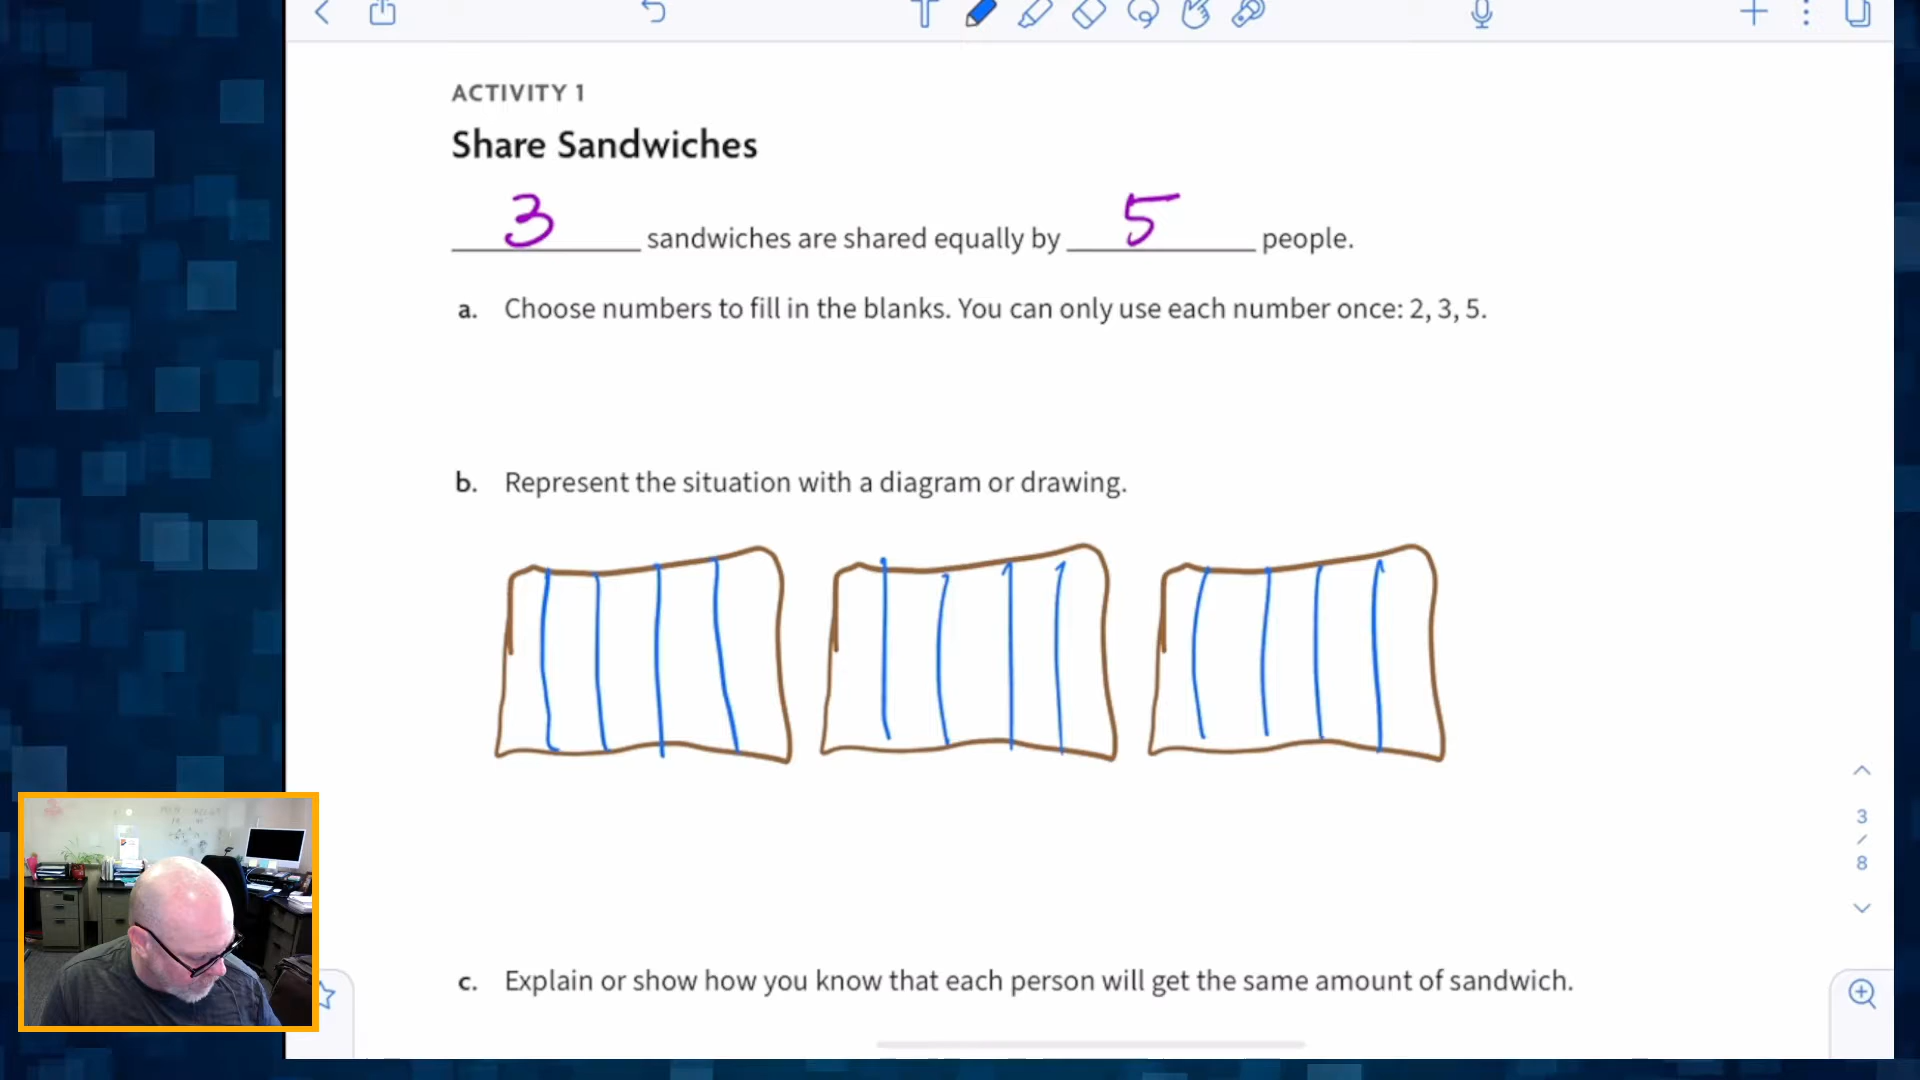 ACTIVITY 1
Share Sandwiches
3 sandwiches are shared equally by 5 people.
a. Choose numbers to fill in the blanks. You can only use each number once: 2, 3, 5.
b. Represent the situation with a diagram or drawing.
3
/
8
c. Explain or show how you know that each person will get the same amount of sandwich.